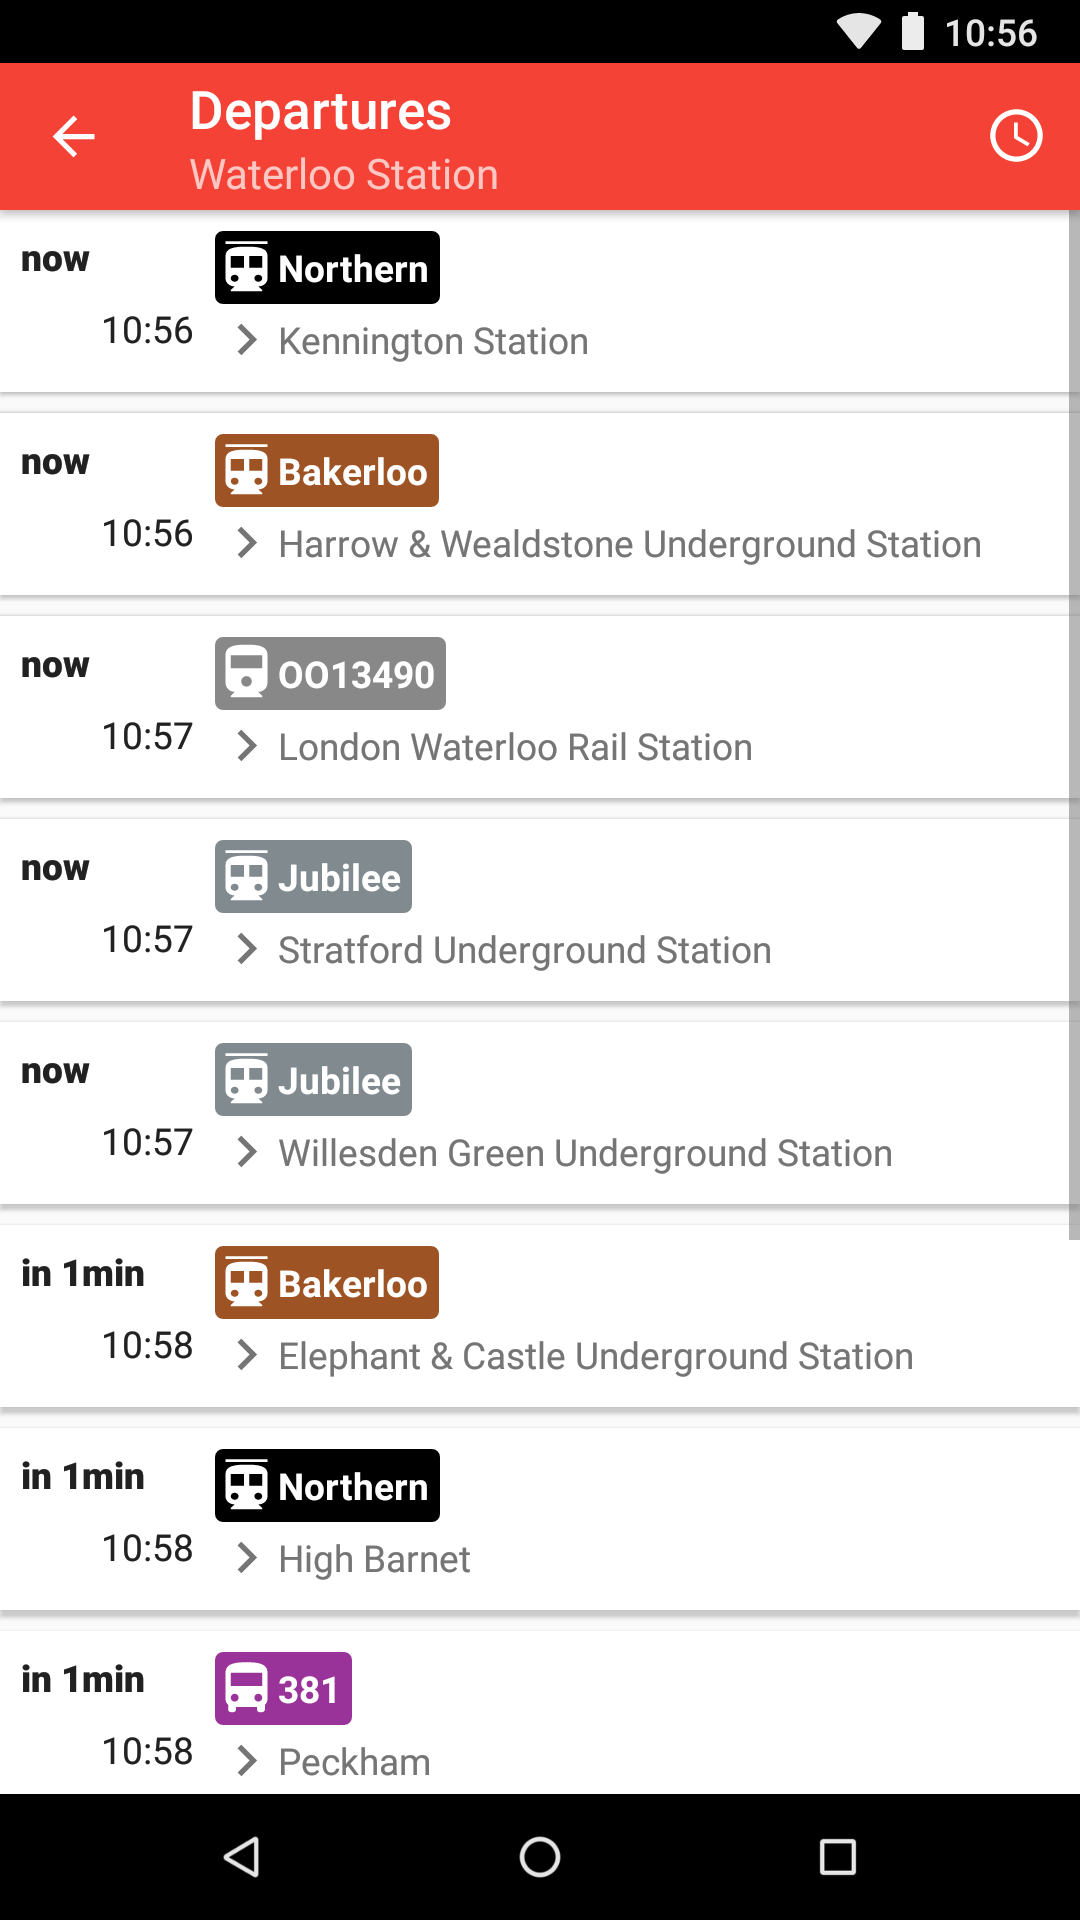 10:56
Departures
Waterloo Station
now
Northern
10:56
Kennington Station
now
Bakerloo
10:56
Harrow & Wealdstone Underground Station
now
OO13490
10:57
London Waterloo Rail Station
now
Jubilee
10:57
Stratford Underground Station
now
Jubilee
10:57
Willesden Green Underground Station
in 1min
Bakerloo
10:58
Elephant & Castle Underground Station
in 1min
Northern
10:58
High Barnet
in 1min
381
10:58
Peckham